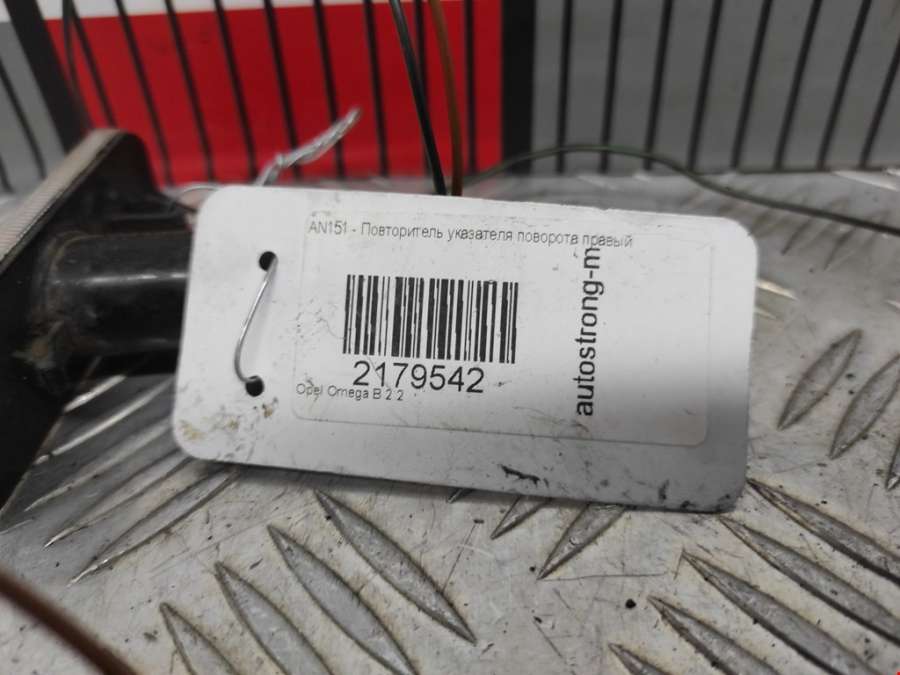 AN151 - Повторитель указателя поворота правый
2179542
Opel Omega B 2 2
autostrong-m